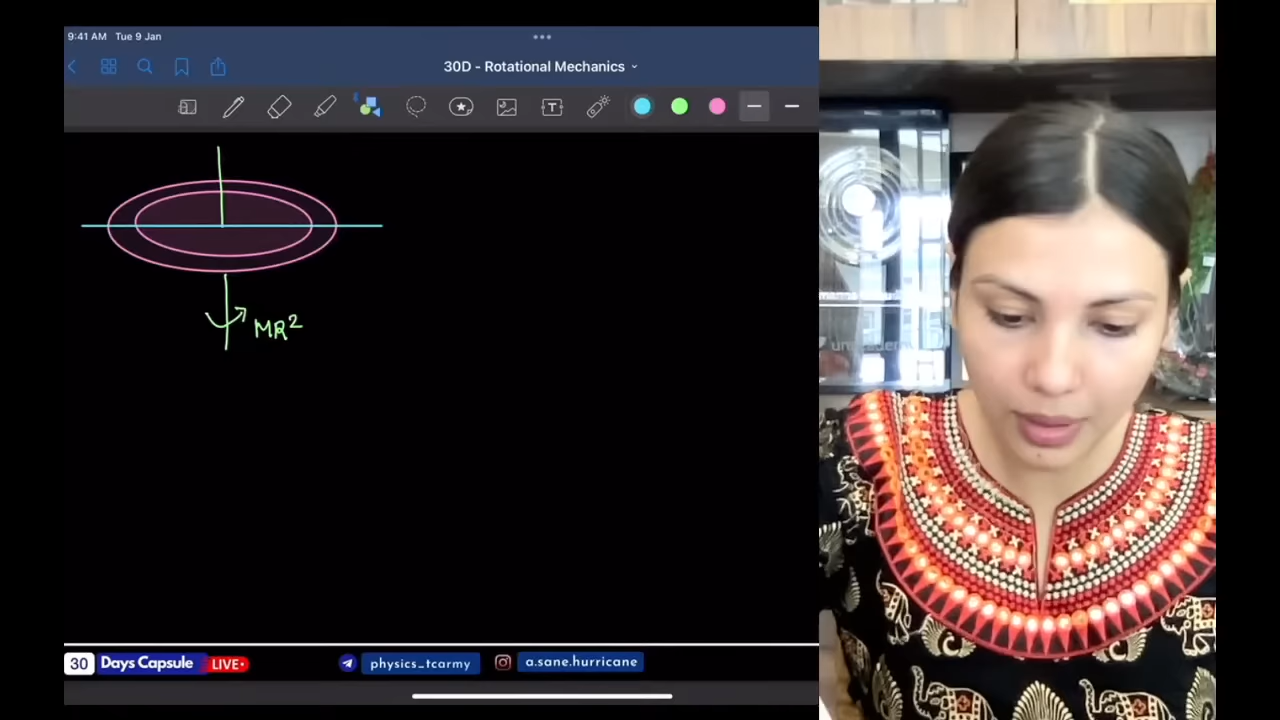 9:41 AM Tue 9 Jan
30D - Rotational Mechanics
MR²
30 Days Capsule LIVE
physics_tcarmy
a.sane.hurricane